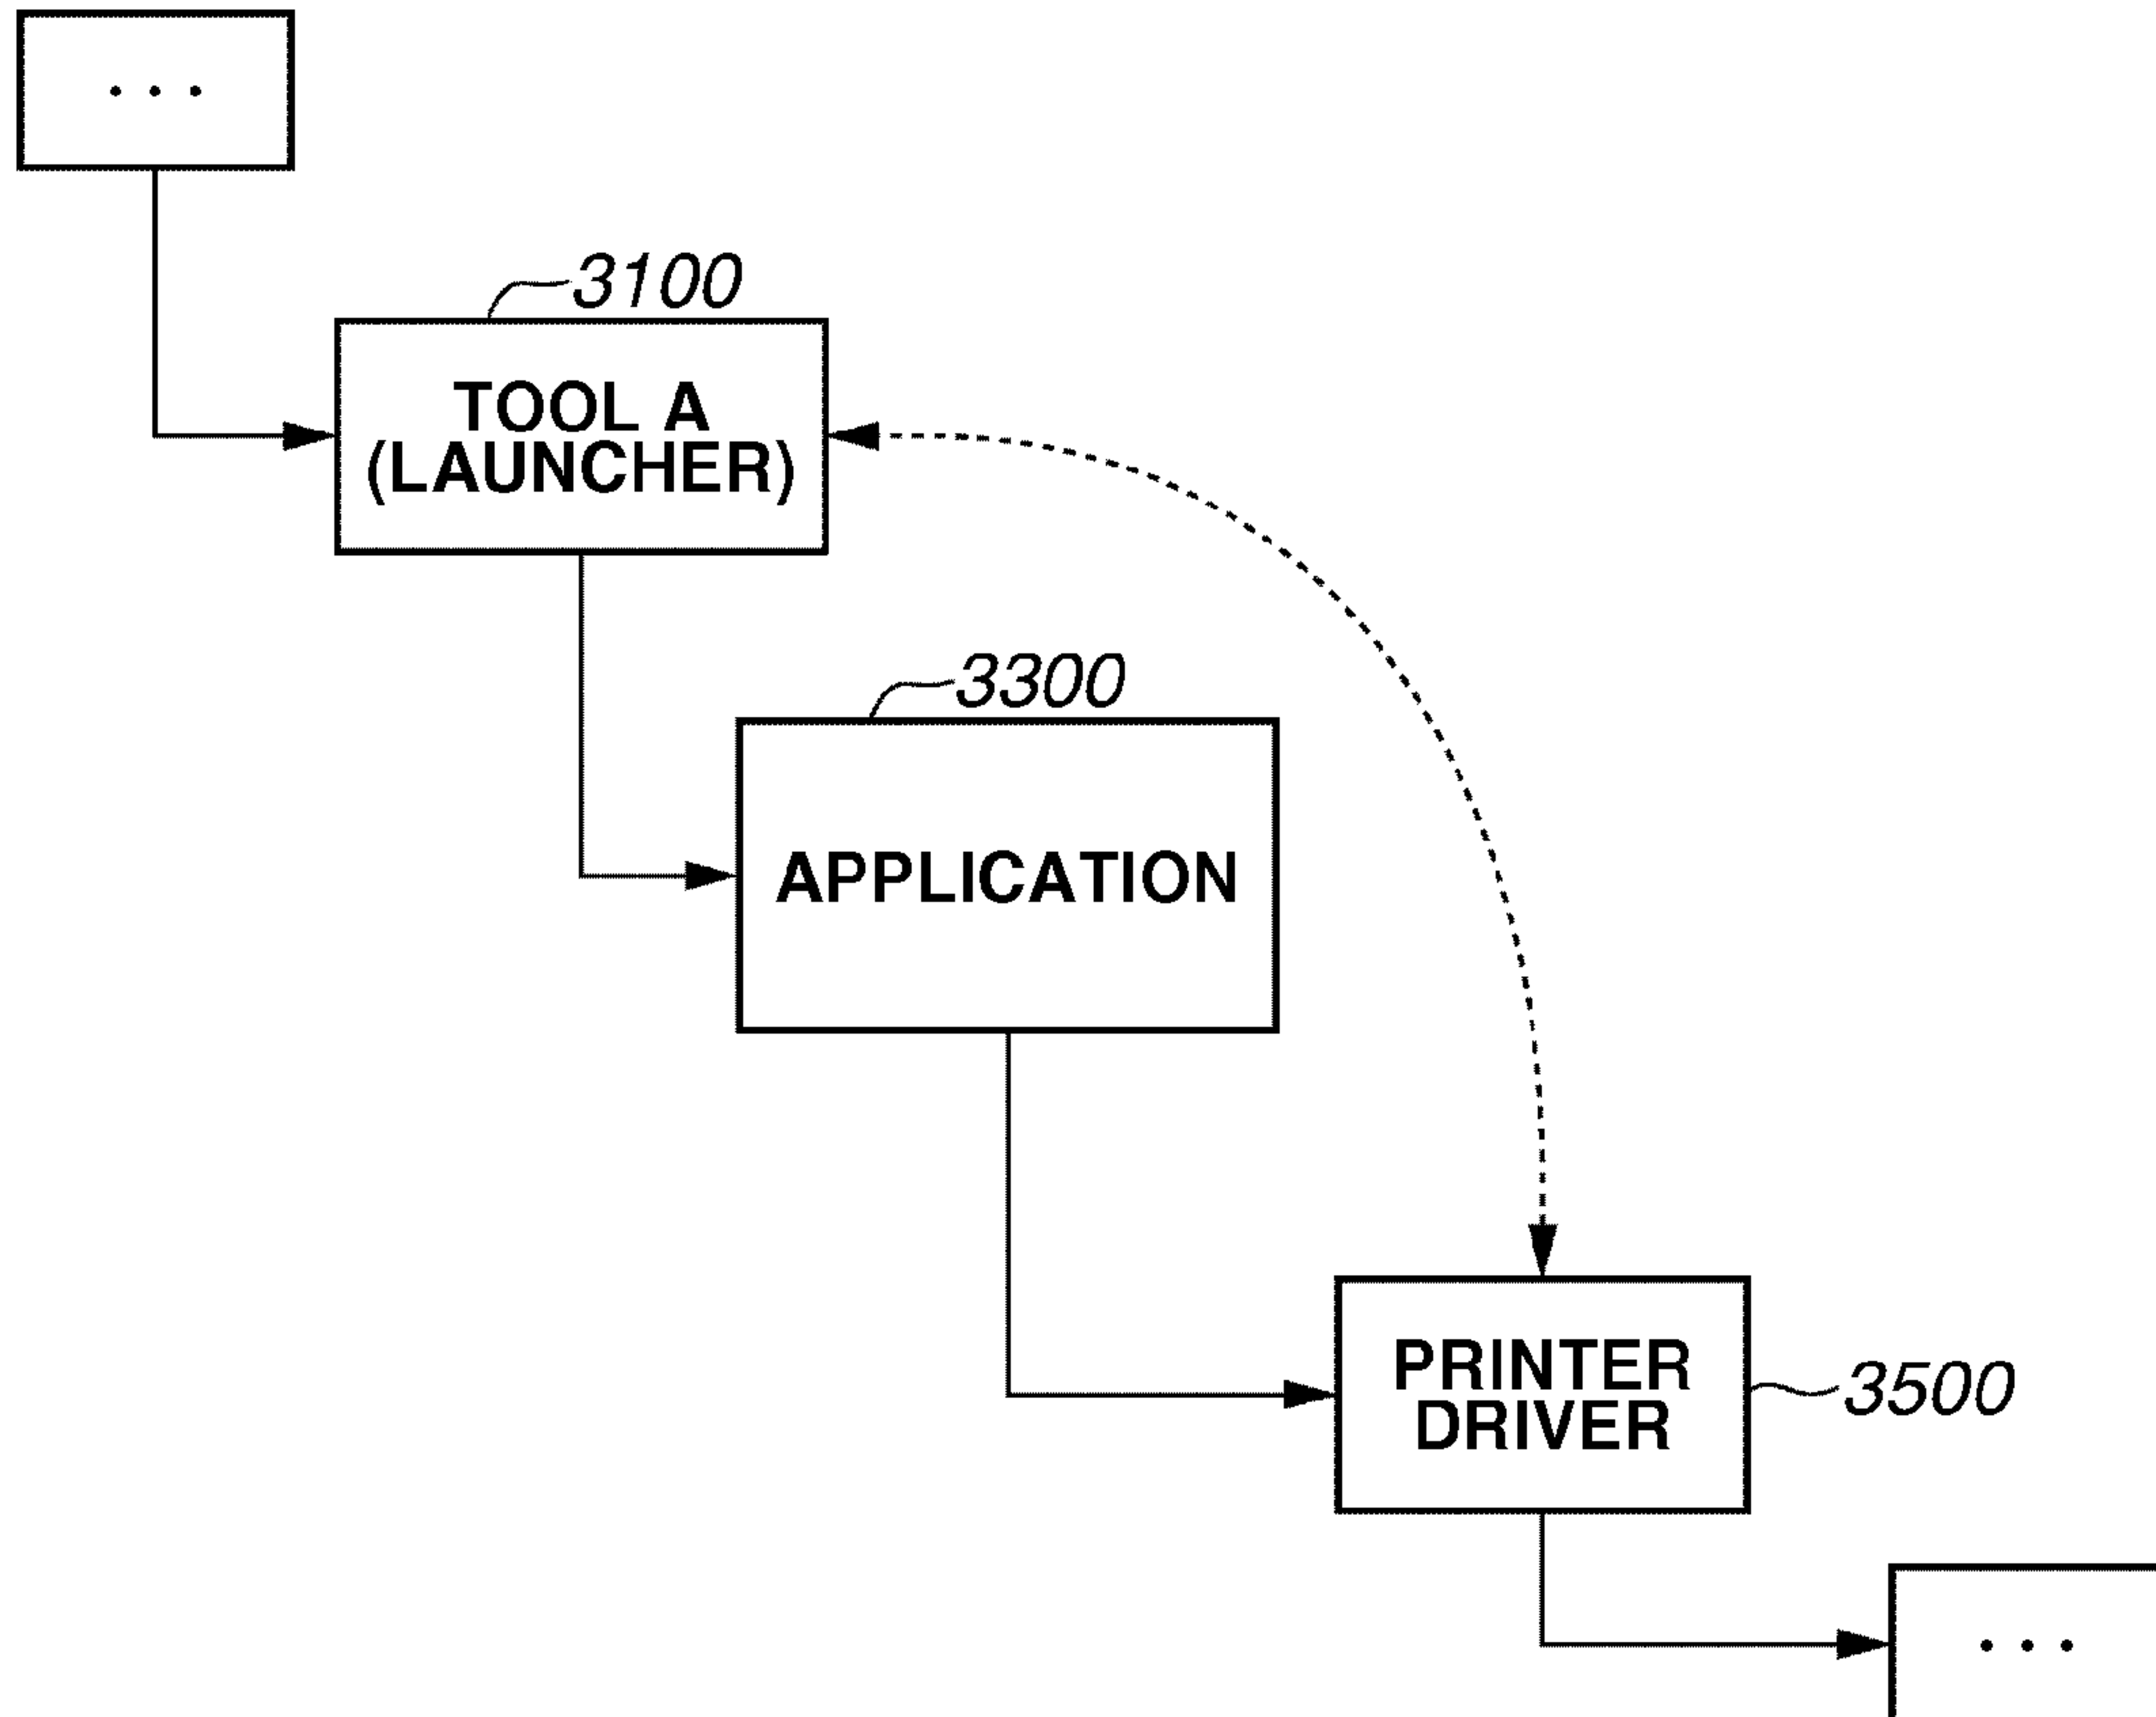 ...
3100
TOOL A
(LAUNCHER)
3300
APPLICATION
PRINTER
DRIVER
3500
...